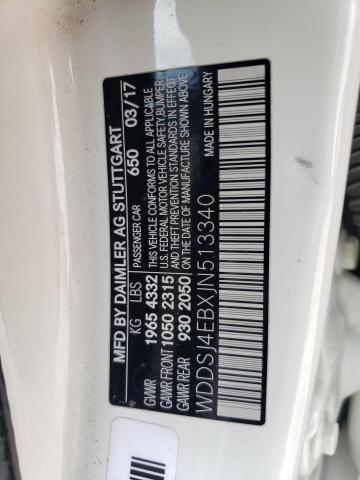 MFD BY DAIMLER AG STUTTGART
PASSENGER CAR 650 03/17
KG LBS
GVWR 1965 4332
GAWR FRONT 1050 2315
GAWR REAR 930 2050
THIS VEHICLE CONFORMS TO ALL APPLICABLE
U.S. FEDERAL MOTOR VEHICLE SAFETY, BUMPER
AND THEFT PREVENTION STANDARDS IN EFFECT
ON THE DATE OF MANUFACTURE SHOWN ABOVE
MADE IN HUNGARY
WDDSJ4EBXJN513340